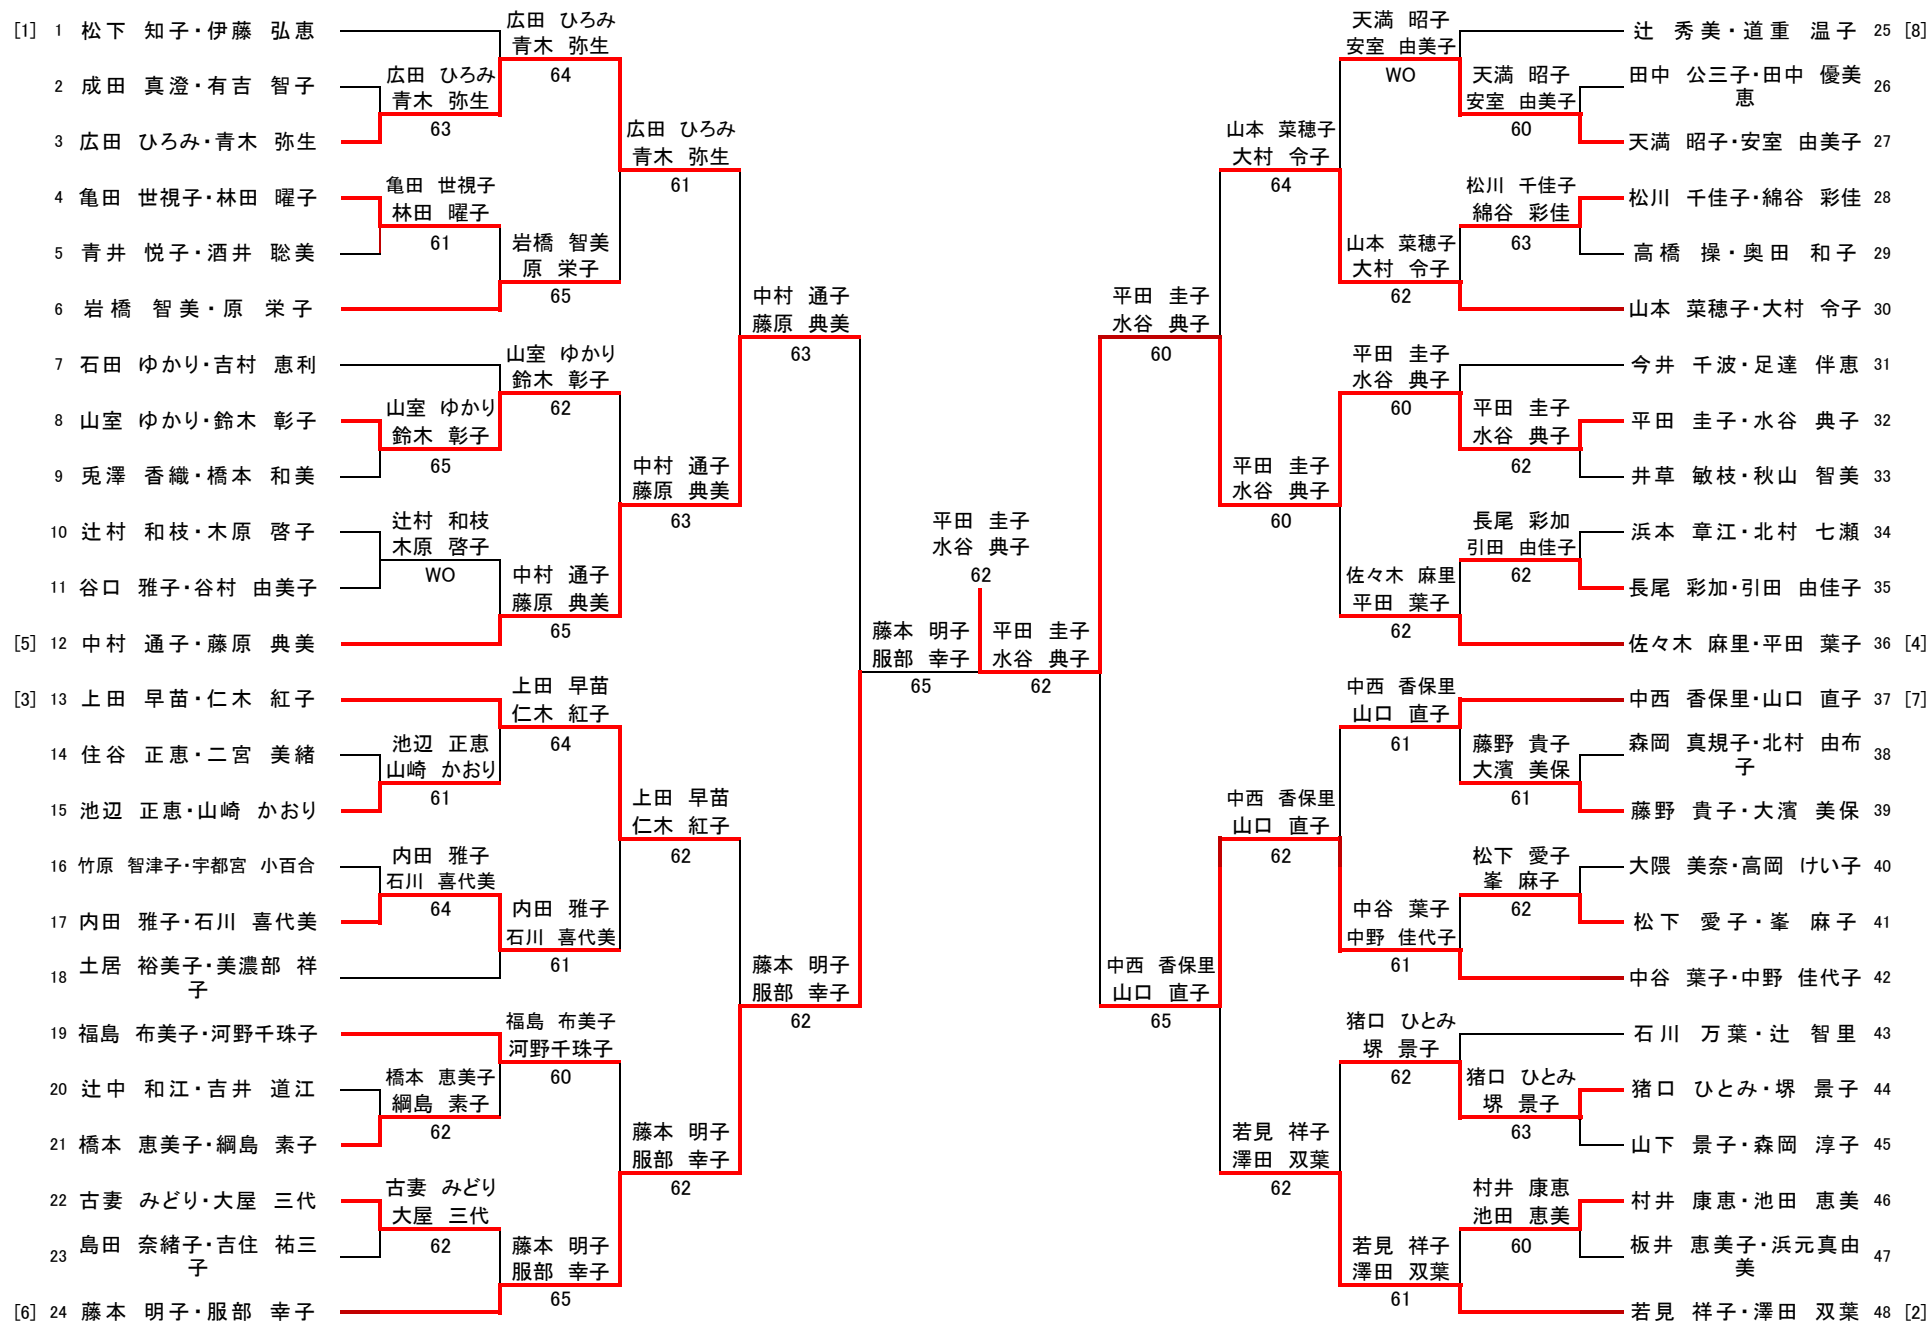 [1] 1 松下 知子・伊藤 弘恵
2 成田 真澄・有吉 智子
3 広田 ひろみ・青木 弥生
4 亀田 世視子・林田 曜子
5 青井 悦子・酒井 聡美
6 岩橋 智美・原 栄子
7 石田 ゆかり・吉村 恵利
8 山室 ゆかり・鈴木 彰子
9 兎澤 香織・橋本 和美
10 辻村 和枝・木原 啓子
11 谷口 雅子・谷村 由美子
[5] 12 中村 通子・藤原 典美
[3] 13 上田 早苗・仁木 紅子
14 住谷 正恵・二宮 美緒
15 池辺 正恵・山崎 かおり
16 竹原 智津子・宇都宮 小百合
17 内田 雅子・石川 喜代美
18 土居 裕美子・美濃部 祥
子
19 福島 布美子・河野千珠子
20 辻中 和江・吉井 道江
21 橋本 恵美子・綱島 素子
22 古妻 みどり・大屋 三代
23 島田 奈緒子・吉住 祐三
子
[6] 24 藤本 明子・服部 幸子
広田 ひろみ
青木 弥生
63
亀田 世視子
林田 曜子
61
山室 ゆかり
鈴木 彰子
65
辻村 和枝
木原 啓子
WO
池辺 正恵
山崎 かおり
61
内田 雅子
石川 喜代美
64
橋本 恵美子
綱島 素子
62
古妻 みどり
大屋 三代
62
広田 ひろみ
青木 弥生
64
岩橋 智美
原 栄子
65
山室 ゆかり
鈴木 彰子
62
中村 通子
藤原 典美
65
上田 早苗
仁木 紅子
64
内田 雅子
石川 喜代美
61
福島 布美子
河野千珠子
60
藤本 明子
服部 幸子
65
広田 ひろみ
青木 弥生
61
中村 通子
藤原 典美
63
上田 早苗
仁木 紅子
62
藤本 明子
服部 幸子
62
中村 通子
藤原 典美
63
藤本 明子
服部 幸子
62
藤本 明子
服部 幸子
65
平田 圭子
水谷 典子
62
平田 圭子
水谷 典子
62
平田 圭子
水谷 典子
60
中西 香保里
山口 直子
65
山本 菜穂子
大村 令子
64
平田 圭子
水谷 典子
60
中西 香保里
山口 直子
62
若見 祥子
澤田 双葉
62
天満 昭子
安室 由美子
WO
山本 菜穂子
大村 令子
62
平田 圭子
水谷 典子
60
佐々木 麻里
平田 葉子
62
中西 香保里
山口 直子
61
中谷 葉子
中野 佳代子
61
猪口 ひとみ
堺 景子
62
若見 祥子
澤田 双葉
61
天満 昭子
安室 由美子
60
松川 千佳子
綿谷 彩佳
63
平田 圭子
水谷 典子
62
長尾 彩加
引田 由佳子
62
藤野 貴子
大濱 美保
61
松下 愛子
峯 麻子
62
猪口 ひとみ
堺 景子
63
村井 康恵
池田 恵美
60
辻 秀美・道重 温子 25 [8]
田中 公三子・田中 優美
恵 26
天満 昭子・安室 由美子 27
松川 千佳子・綿谷 彩佳 28
高橋 操・奥田 和子 29
山本 菜穂子・大村 令子 30
今井 千波・足達 伴恵 31
平田 圭子・水谷 典子 32
井草 敏枝・秋山 智美 33
浜本 章江・北村 七瀬 34
長尾 彩加・引田 由佳子 35
佐々木 麻里・平田 葉子 36 [4]
中西 香保里・山口 直子 37 [7]
森岡 真規子・北村 由布
子 38
藤野 貴子・大濱 美保 39
大隈 美奈・高岡 けい子 40
松下 愛子・峯 麻子 41
中谷 葉子・中野 佳代子 42
石川 万葉・辻 智里 43
猪口 ひとみ・堺 景子 44
山下 景子・森岡 淳子 45
村井 康恵・池田 恵美 46
板井 恵美子・浜元真由
美 47
若見 祥子・澤田 双葉 48 [2]